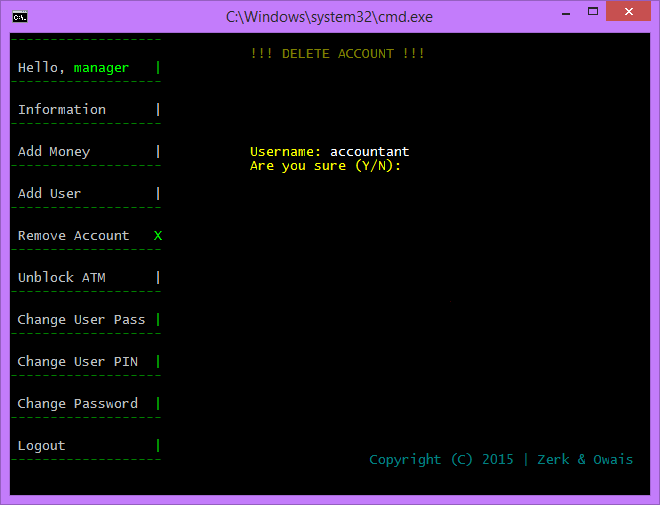 C:\Windows\system32\cmd.exe
!!! DELETE ACCOUNT !!!
Hello, manager |
Information |
Add Money |
Username: accountant
Are you sure (Y/N):
Add User |
Remove Account X
Unblock ATM |
Change User Pass |
Change User PIN |
Change Password |
Logout |
Copyright (C) 2015 | Zerk & Owais